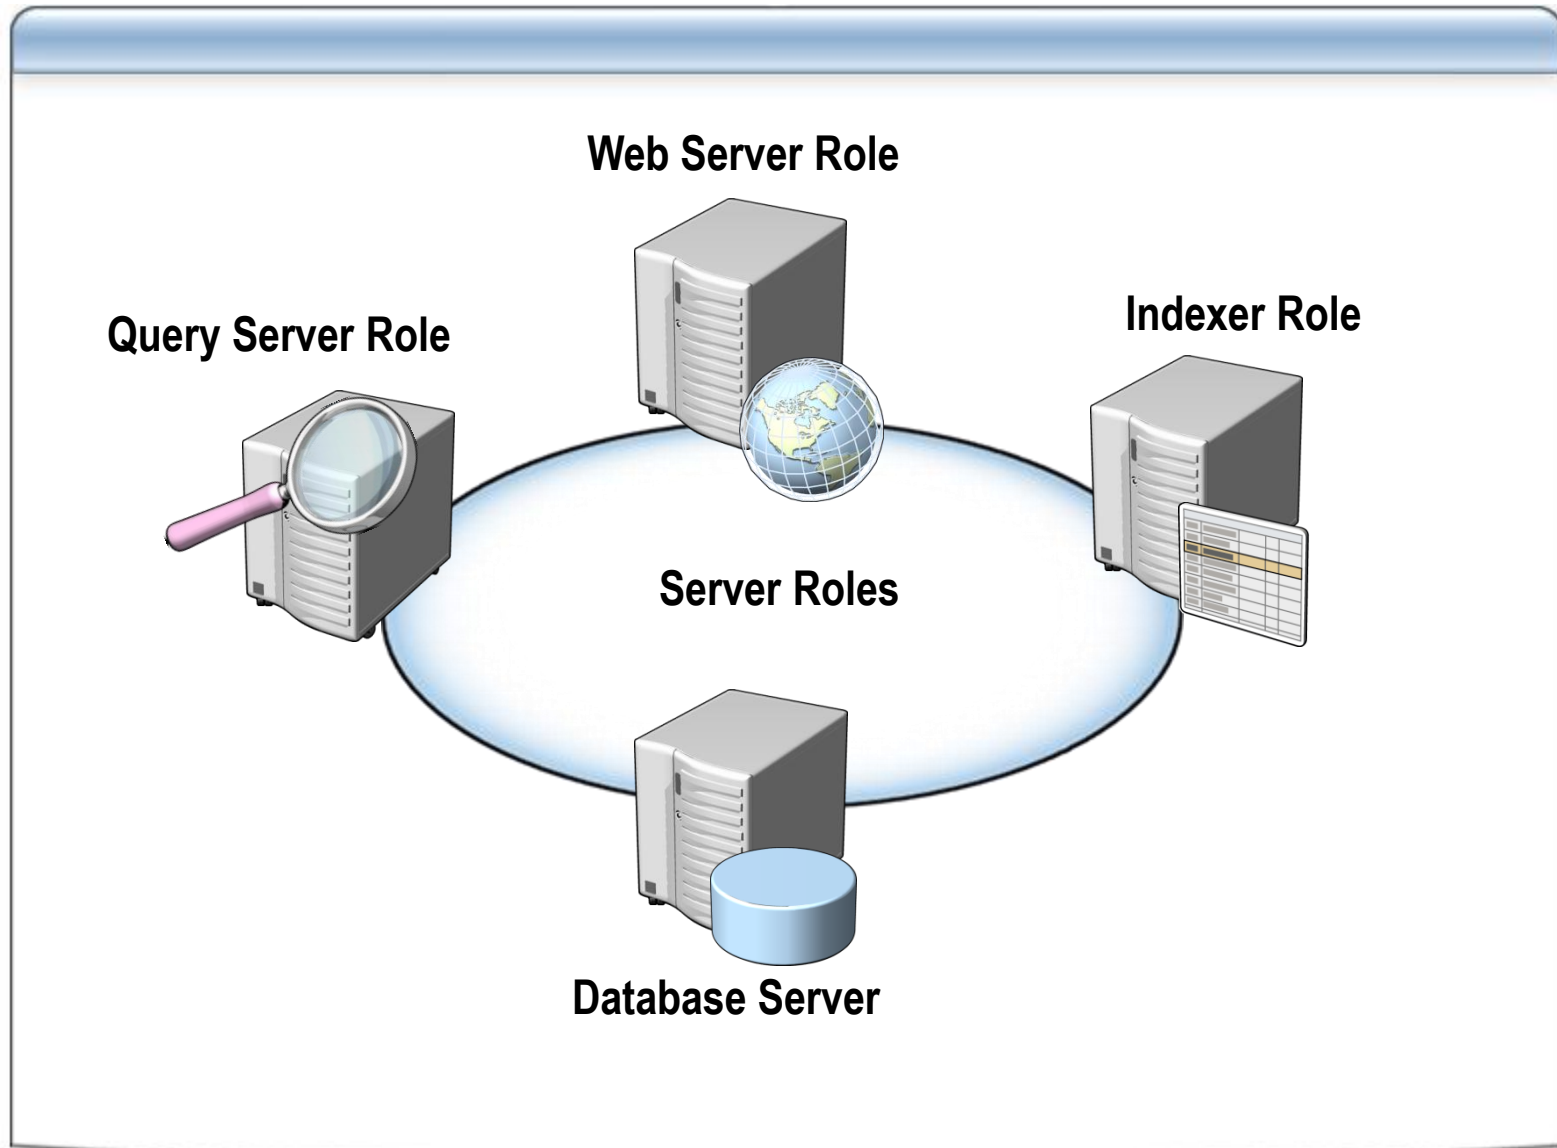 Web Server Role
Indexer Role
Query Server Role
Server Roles
Database Server